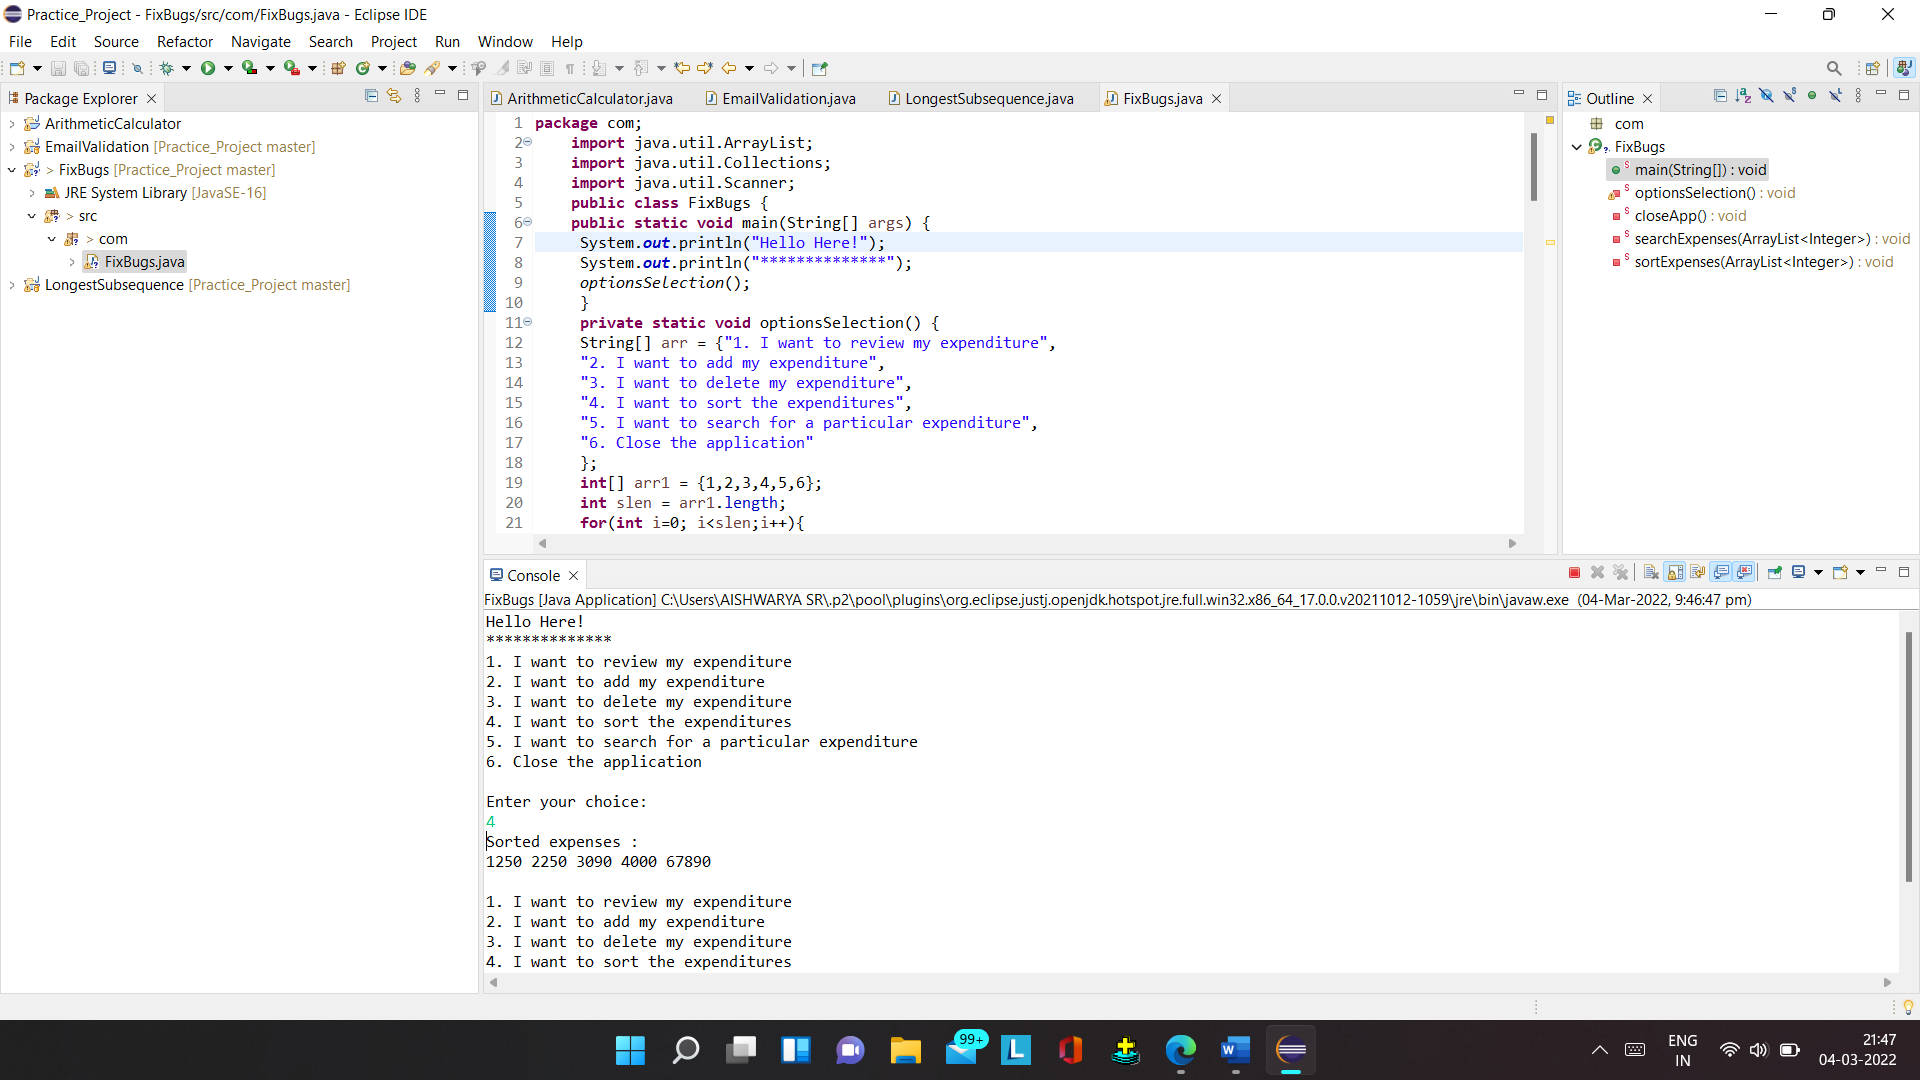 Practice_Project - FixBugs/src/com/FixBugs.java - Eclipse IDE
File Edit Source Refactor Navigate Search Project Run Window Help
Package Explorer
ArithmeticCalculator
EmailValidation [Practice_Project master]
> FixBugs [Practice_Project master]
JRE System Library [JavaSE-16]
> src
> com
FixBugs.java
LongestSubsequence [Practice_Project master]
ArithmeticCalculator.java EmailValidation.java LongestSubsequence.java FixBugs.java
1 package com;
2 import java.util.ArrayList;
3 import java.util.Collections;
4 import java.util.Scanner;
5 public class FixBugs {
6 public static void main(String[] args) {
7 System.out.println("Hello Here!");
8 System.out.println("**************");
9 optionsSelection();
10 }
11 private static void optionsSelection() {
12 String[] arr = {"1. I want to review my expenditure",
13 "2. I want to add my expenditure",
14 "3. I want to delete my expenditure",
15 "4. I want to sort the expenditures",
16 "5. I want to search for a particular expenditure",
17 "6. Close the application"
18 };
19 int[] arr1 = {1,2,3,4,5,6};
20 int slen = arr1.length;
21 for(int i=0; i<slen;i++){
Outline
com
FixBugs
main(String[]) : void
optionsSelection() : void
closeApp() : void
searchExpenses(ArrayList<Integer>) : void
sortExpenses(ArrayList<Integer>) : void
Console
FixBugs [Java Application] C:\Users\AISHWARYA SR\.p2\pool\plugins\org.eclipse.justj.openjdk.hotspot.jre.full.win32.x86_64_17.0.0.v20211012-1059\jre\bin\javaw.exe (04-Mar-2022, 9:46:47 pm)
Hello Here!
**************
1. I want to review my expenditure
2. I want to add my expenditure
3. I want to delete my expenditure
4. I want to sort the expenditures
5. I want to search for a particular expenditure
6. Close the application
Enter your choice:
4
Sorted expenses :
1250 2250 3090 4000 67890
1. I want to review my expenditure
2. I want to add my expenditure
3. I want to delete my expenditure
4. I want to sort the expenditures
99+
L
W
ENG
IN
21:47
04-03-2022